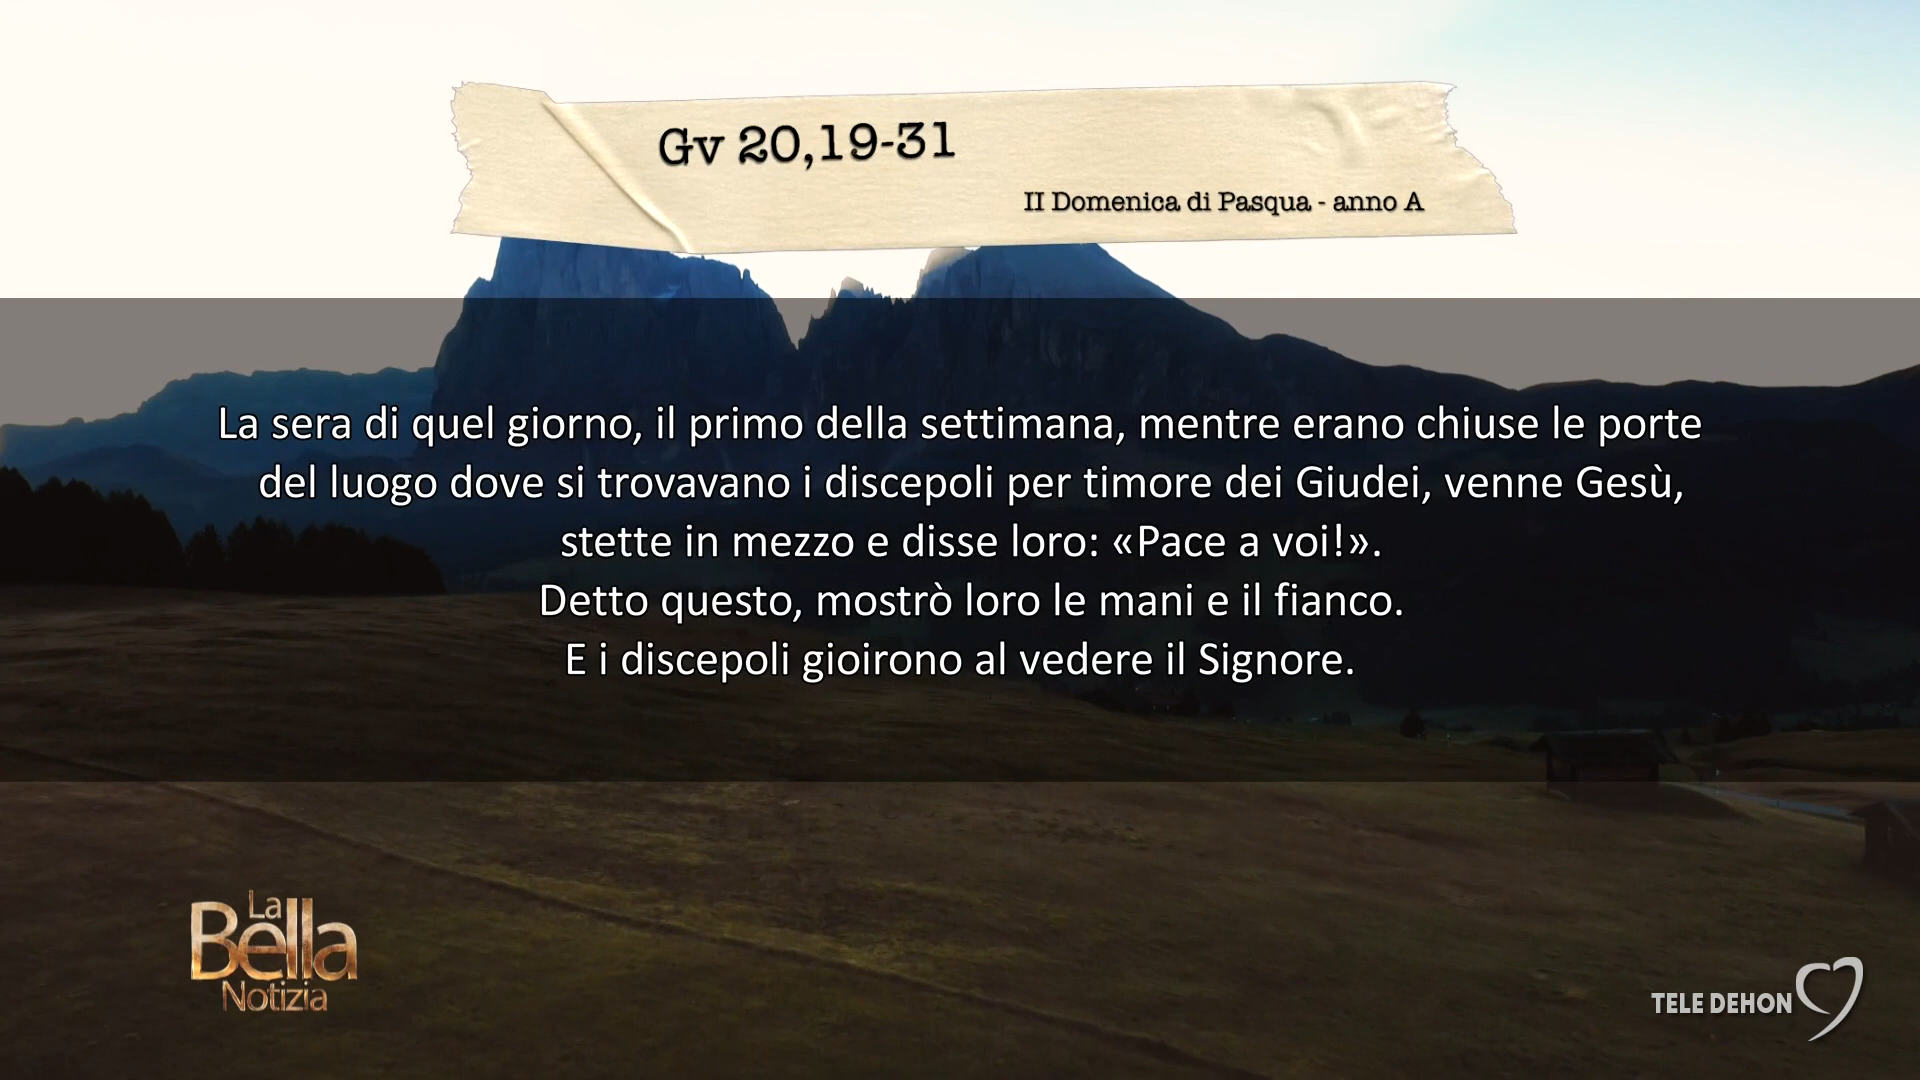 Gv 20,19-31
II Domenica di Pasqua - anno A
La sera di quel giorno, il primo della settimana, mentre erano chiuse le porte
del luogo dove si trovavano i discepoli per timore dei Giudei, venne Gesù,
stette in mezzo e disse loro: «Pace a voi!».
Detto questo, mostrò loro le mani e il fianco.
E i discepoli gioirono al vedere il Signore.
La
Bella
Notizia
TELE DEHON